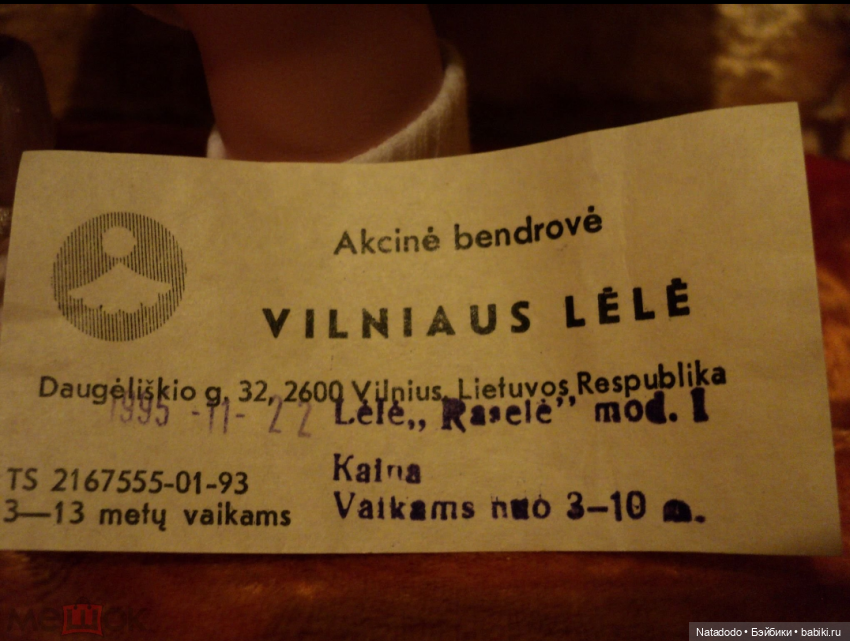 Akcinė bendrovė
VILNIAUS LĖLĖ
Daugėliškio g. 32, 2600 Vilnius, Lietuvos Respublika
1995 -11- 22
Lėlė „Raselė” mod. 1
TS 2167555-01-93
Kaina
3—13 metų vaikams
Vaikams nuo 3–10 m.
мешок
Natadodo • Бэйбики • babiki.ru